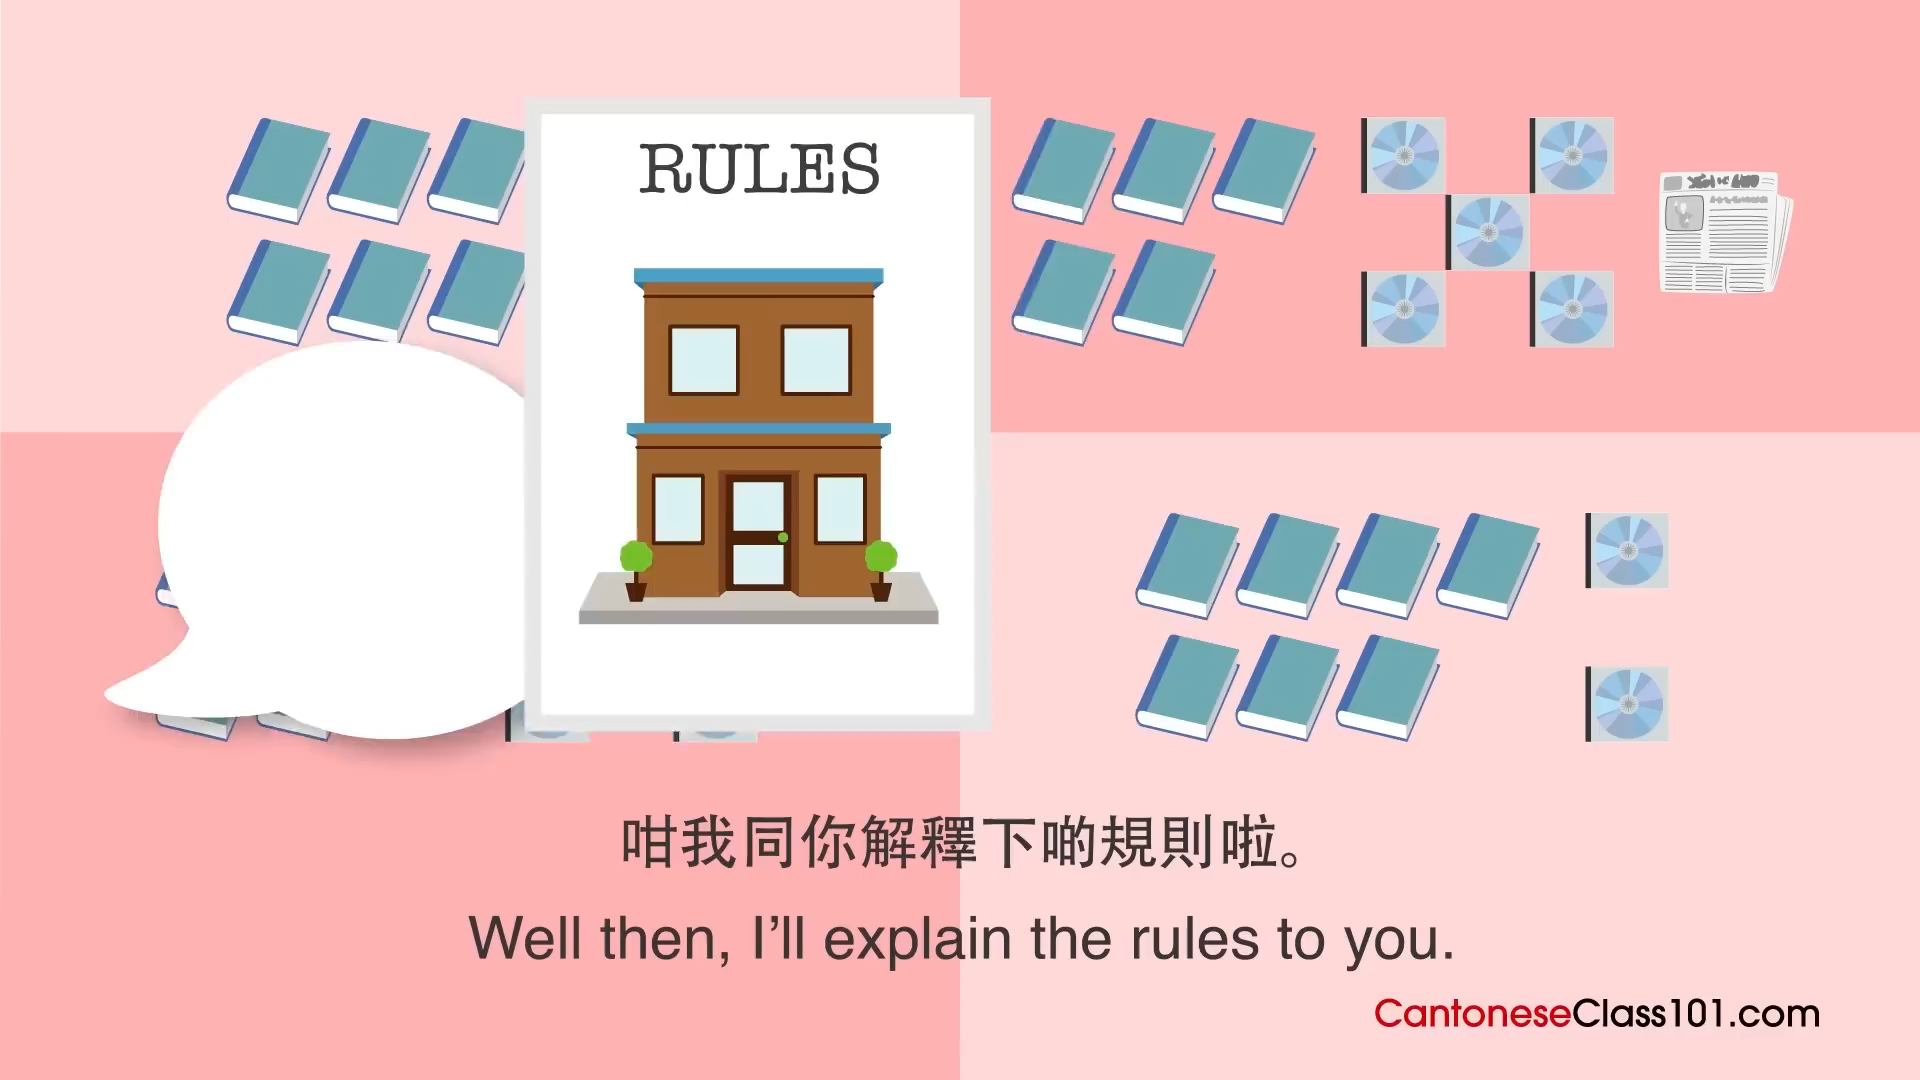 RULES
咁我同你解釋下啲規則啦。
Well then, I'll explain the rules to you.
CantoneseClass101.com